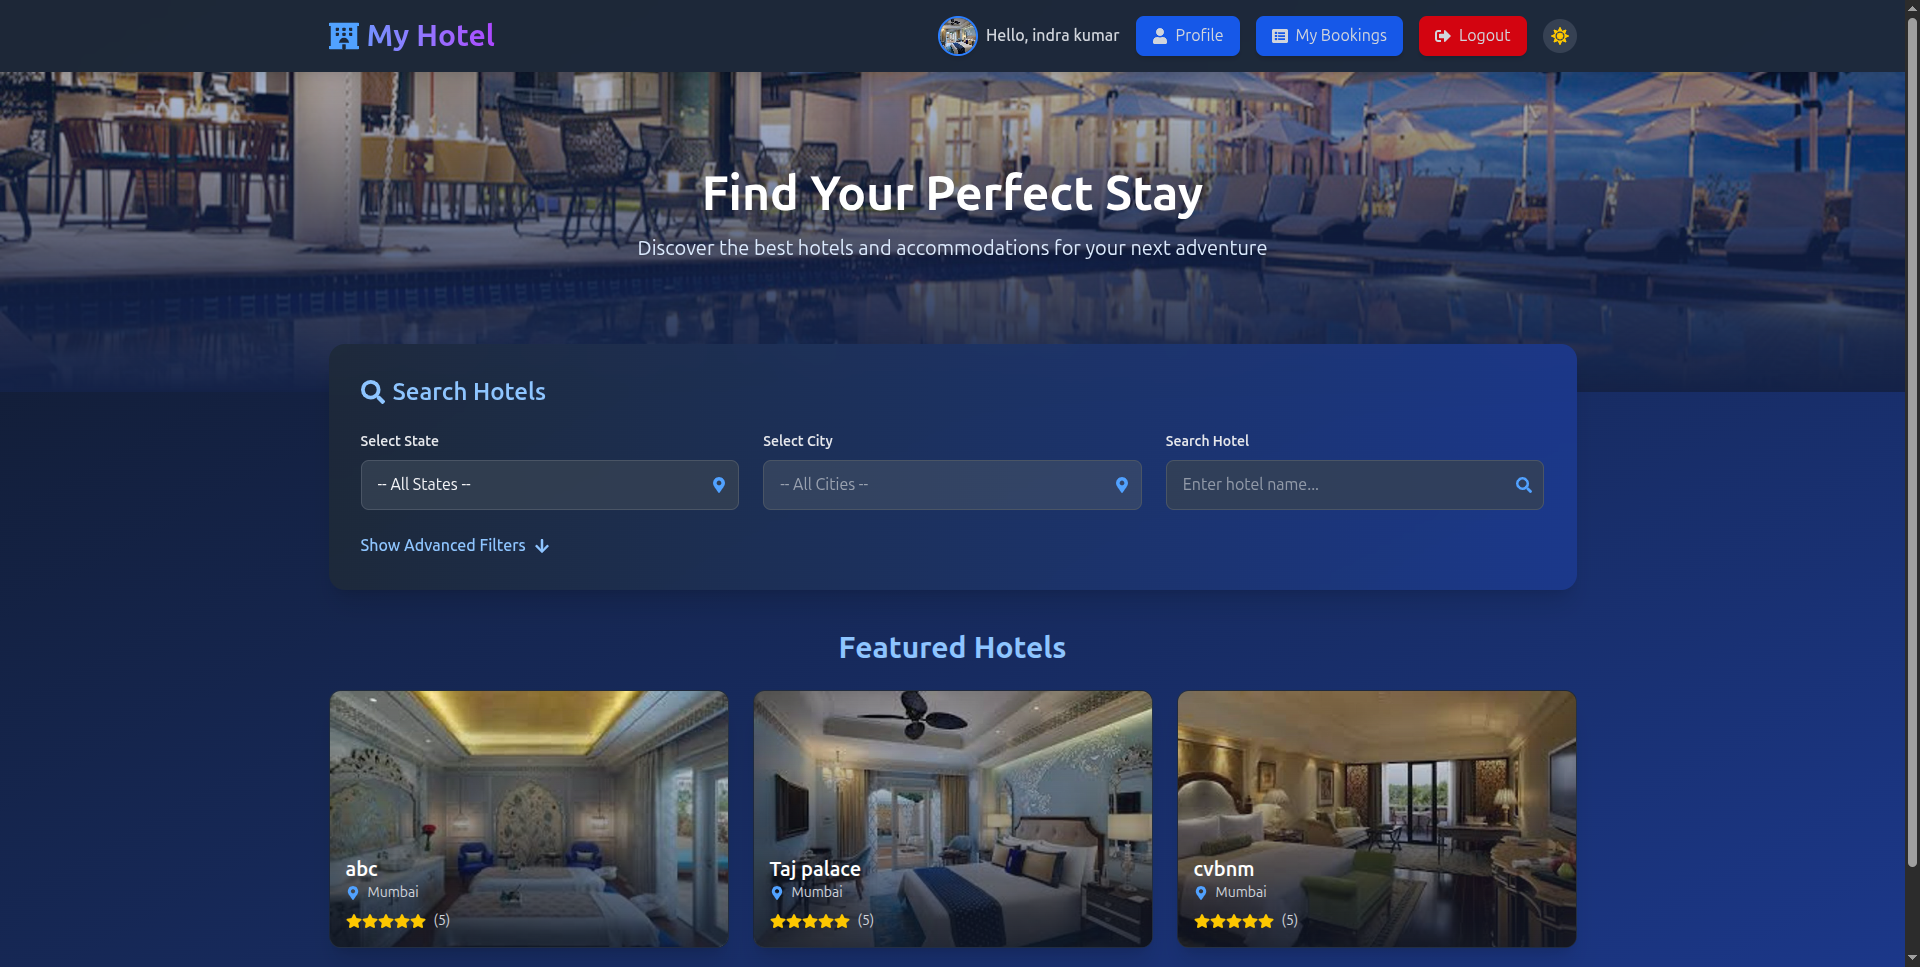 My Hotel
Hello, indra kumar
Profile
My Bookings
Logout
Find Your Perfect Stay
Discover the best hotels and accommodations for your next adventure
Search Hotels
Select State
Select City
Search Hotel
-- All States --
-- All Cities --
Enter hotel name...
Show Advanced Filters
Featured Hotels
abc
Mumbai
(5)
Taj palace
Mumbai
(5)
cvbnm
Mumbai
(5)